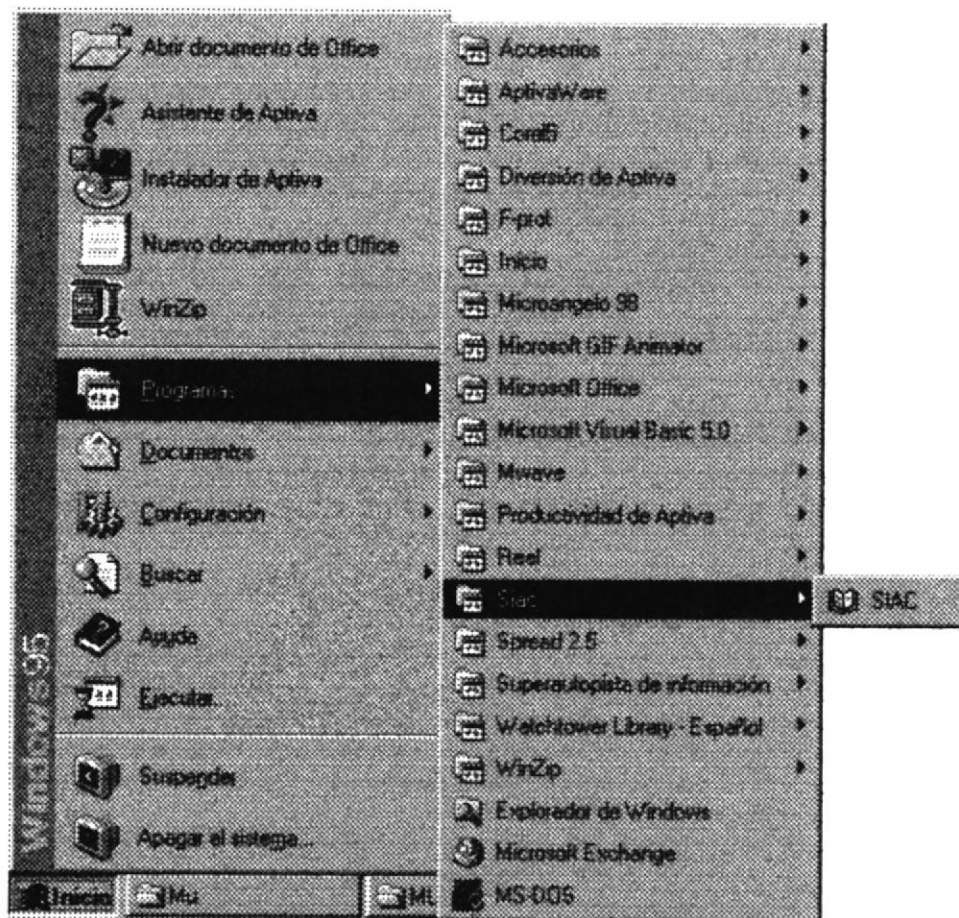 Abrir documento de Office
Asistente de Aptiva
Instalador de Aptiva
Nuevo documento de Office
WinZip
Programas
Documentos
Configuración
Buscar
Ayuda
Ejecutar...
Suspender
Apagar el sistema...
Windows95
Accesorios
AptivaWare
Corel6
Diversión de Aptiva
F-prot
Inicio
Microangelo 98
Microsoft GIF Animator
Microsoft Office
Microsoft Visual Basic 5.0
Mwave
Productividad de Aptiva
Reel
Siac
Spread 2.5
Superautopista de información
Watchtower Library - Español
WinZip
Explorador de Windows
Microsoft Exchange
MS-DOS
SIAC
Inicio
Mu